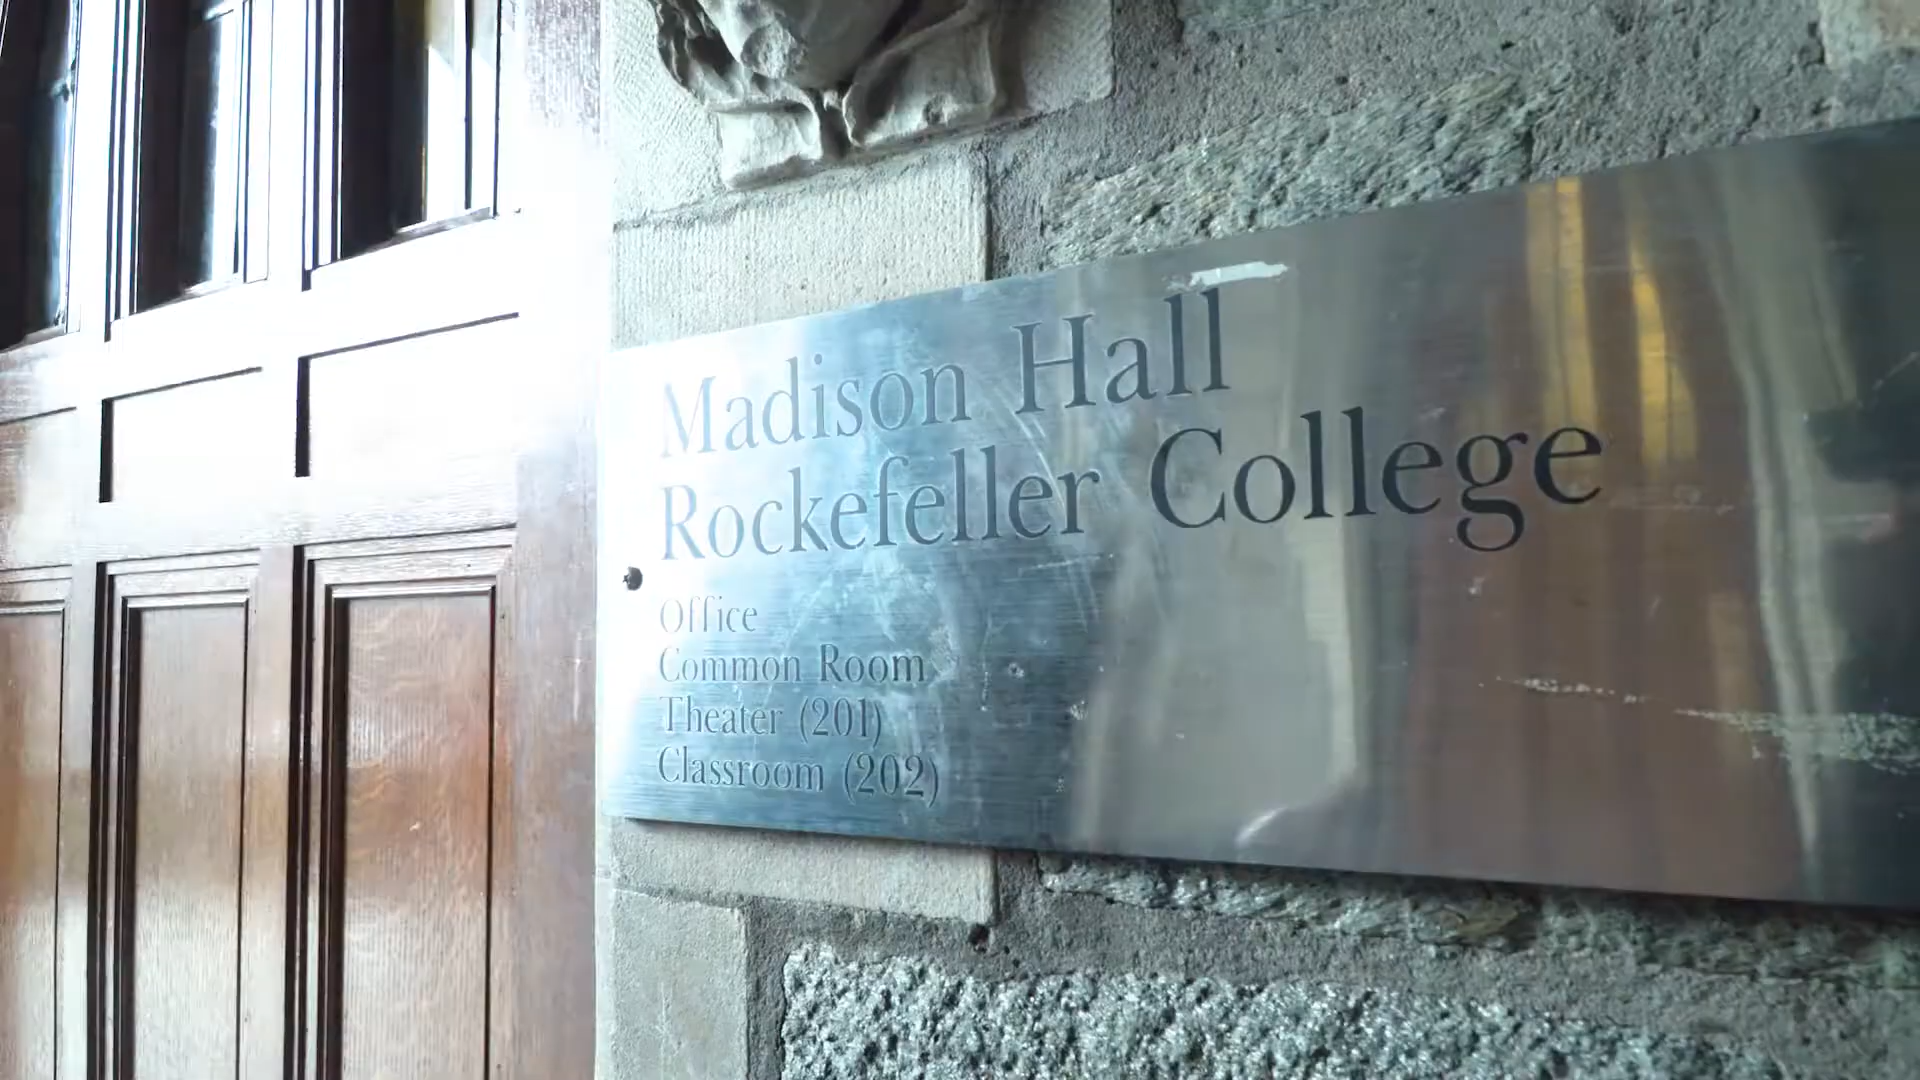 Madison Hall
Rockefeller College
Office
Common Room
Theater (201)
Classroom (202)